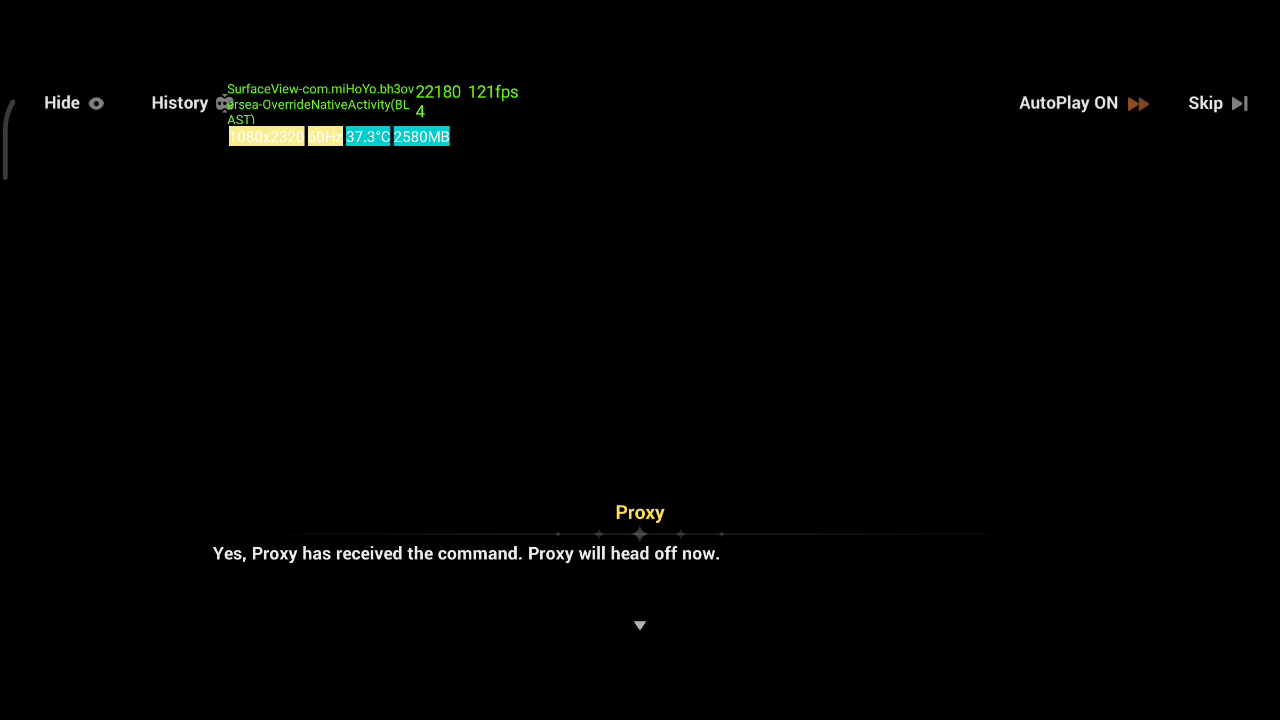 Hide
History
SurfaceView-com.miHoYo.bh3ov
ersea-OverrideNativeActivity(BL
AST)
22180 121fps
4
1080x2320 60Hz 37.3°C 2580MB
AutoPlay ON
Skip
Proxy
Yes, Proxy has received the command. Proxy will head off now.